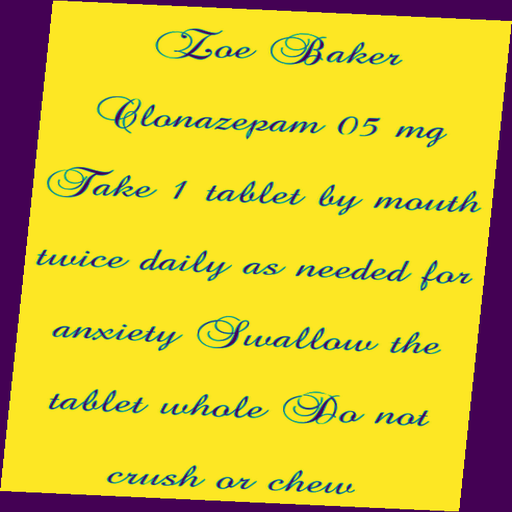 Zoe Baker
Clonazepam 05 mg
Take 1 tablet by mouth
twice daily as needed for
anxiety Swallow the
tablet whole Do not
crush or chew